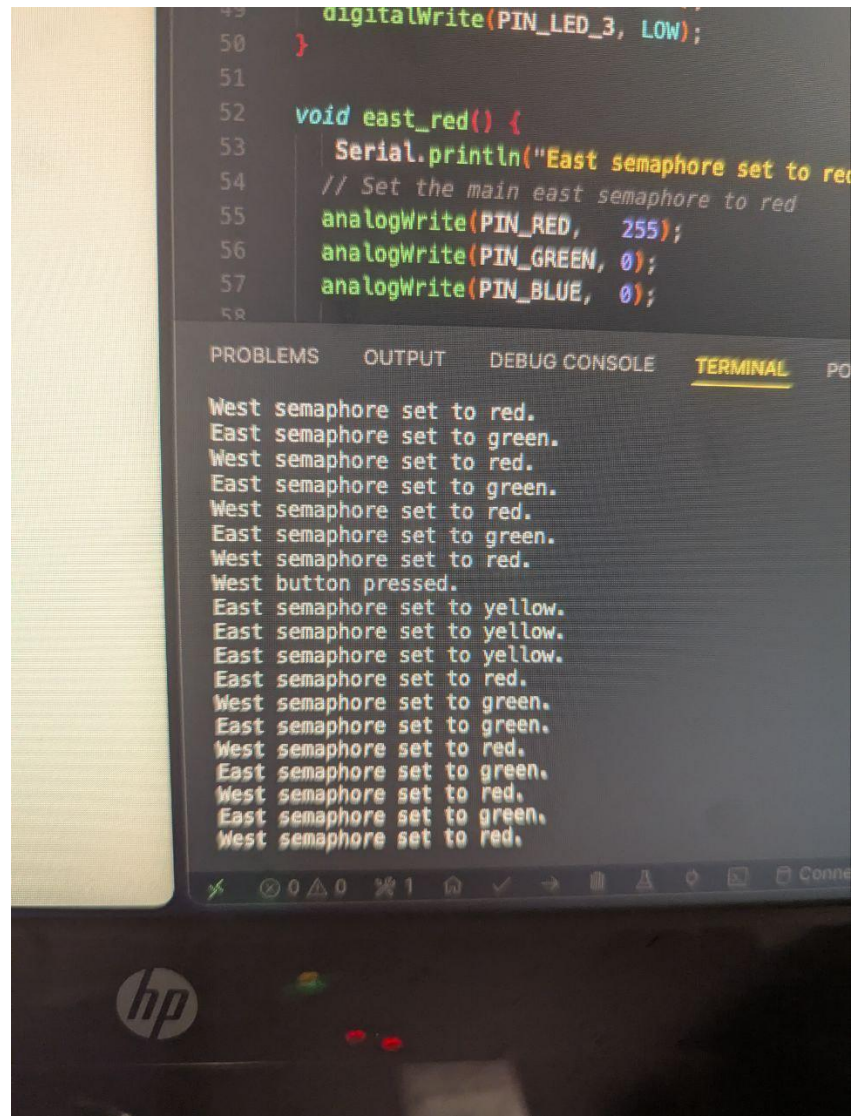 49
digitalWrite(PIN_LED_3, LOW);
50 }
51
52 void east_red() {
53 Serial.println("East semaphore set to red
54 // Set the main east semaphore to red
55 analogWrite(PIN_RED, 255);
56 analogWrite(PIN_GREEN, 0);
57 analogWrite(PIN_BLUE, 0);
58
PROBLEMS OUTPUT DEBUG CONSOLE TERMINAL PO
West semaphore set to red.
East semaphore set to green.
West semaphore set to red.
East semaphore set to green.
West semaphore set to red.
East semaphore set to green.
West semaphore set to red.
West button pressed.
East semaphore set to yellow.
East semaphore set to yellow.
East semaphore set to yellow.
East semaphore set to red.
West semaphore set to green.
East semaphore set to green.
West semaphore set to red.
East semaphore set to green.
West semaphore set to red.
East semaphore set to green.
West semaphore set to red.
0 0 1 Conne
hp